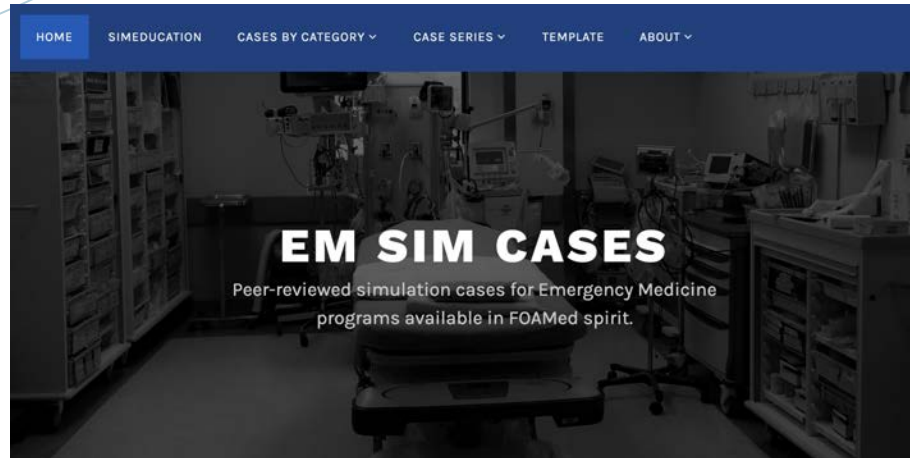 HOME SIMEDUCATION CASES BY CATEGORY CASE SERIES TEMPLATE ABOUT
EM SIM CASES
Peer-reviewed simulation cases for Emergency Medicine
programs available in FOAMed spirit.